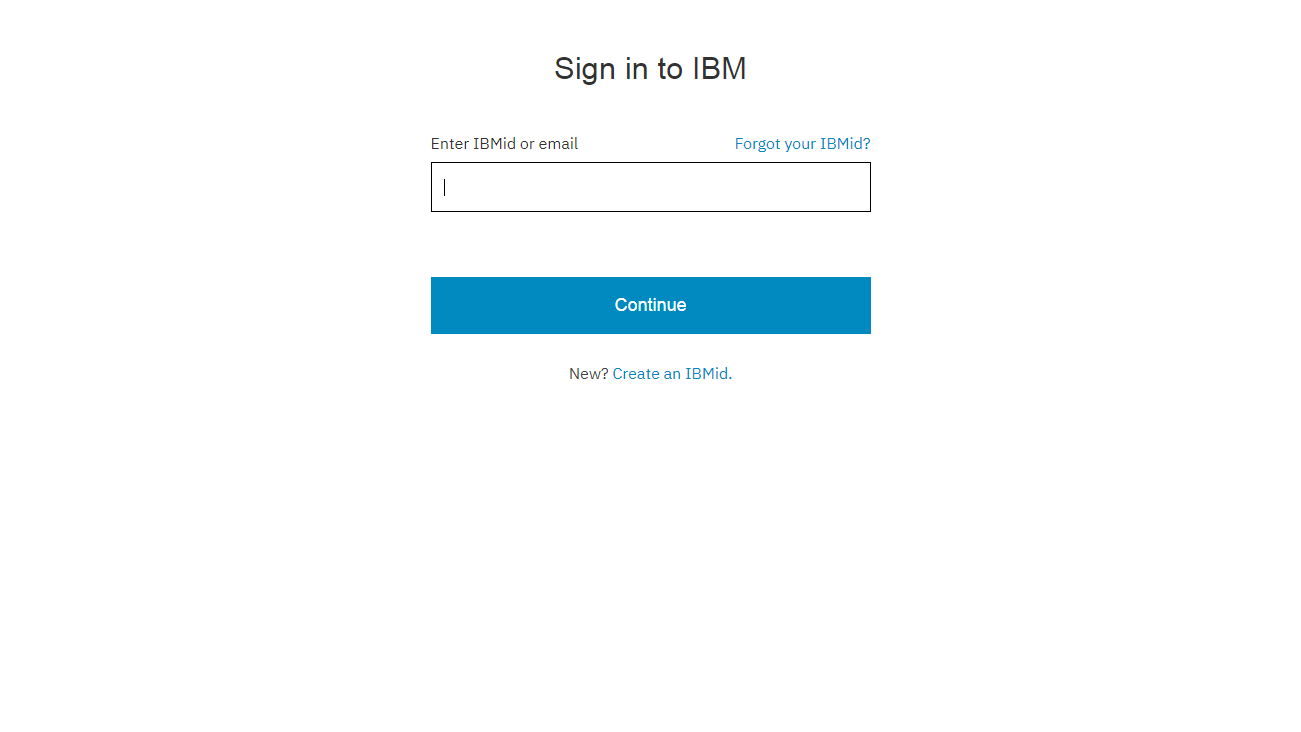 Sign in to IBM
Enter IBMid or email
Forgot your IBMid?
Continue
New? Create an IBMid.